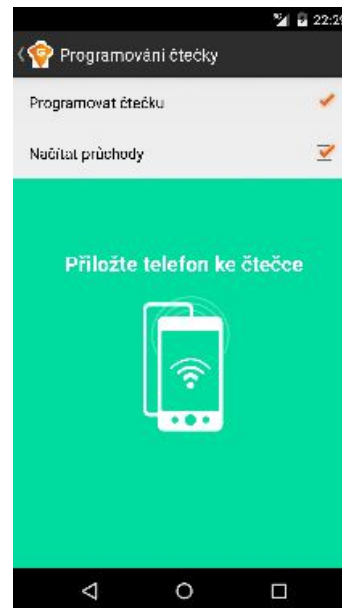 22:29
Programování čtečky
Programovat čtečku
Načítat průchody
Přiložte telefon ke čtečce